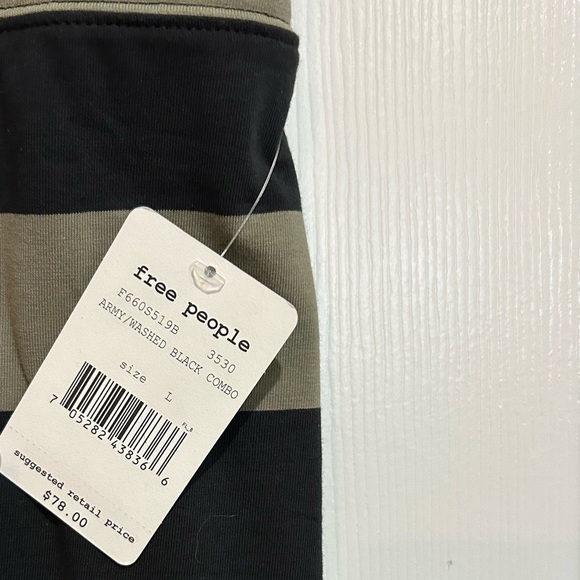 free people
F660S519B 3530
ARMY/WASHED BLACK COMBO
size L
7 05282 43836 6
suggested retail price
$78.00